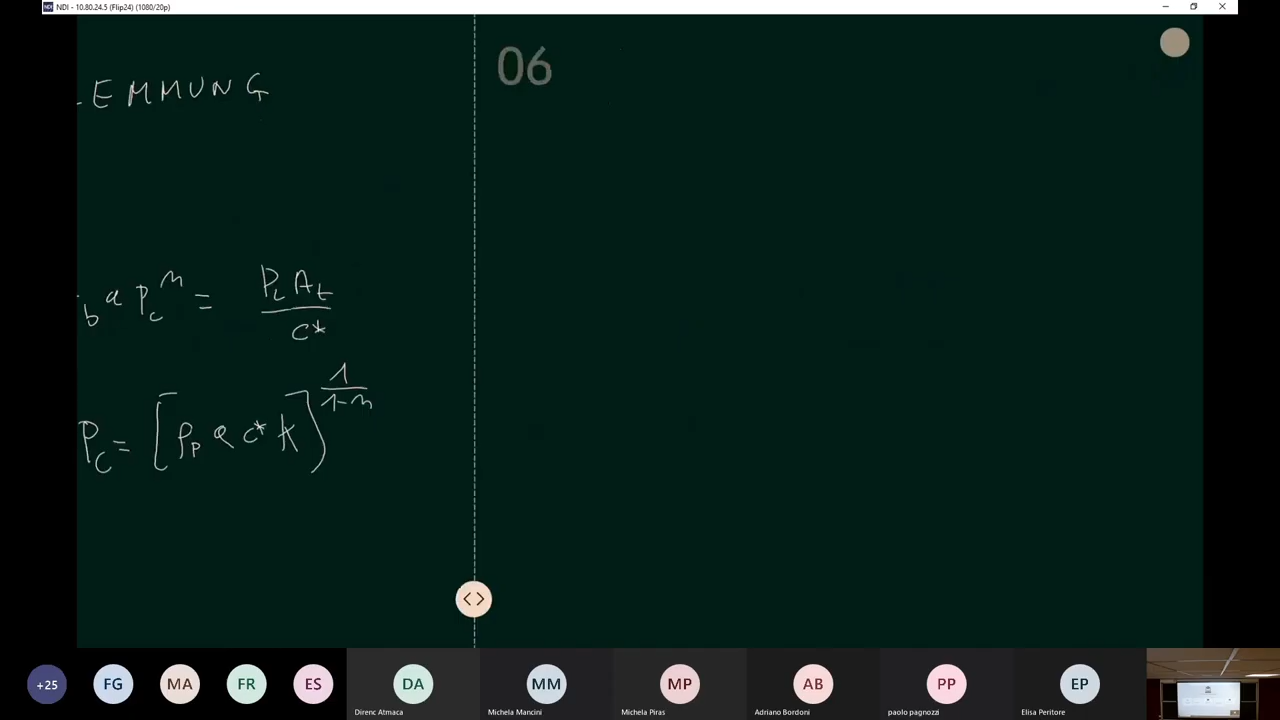 NDI - 10.80.24.5 (Flip24) (1080/20p)
06
LEMMUNG
b a P_c^n = P_c A_t / c*
P_c = [ρ_p a c* K]^(1/(1-n))
+25
FG
MA
FR
ES
DA
MM
MP
AB
PP
EP
Direnc Atmaca
Michela Mancini
Michela Piras
Adriano Bordoni
paolo pagnozzi
Elisa Peritore